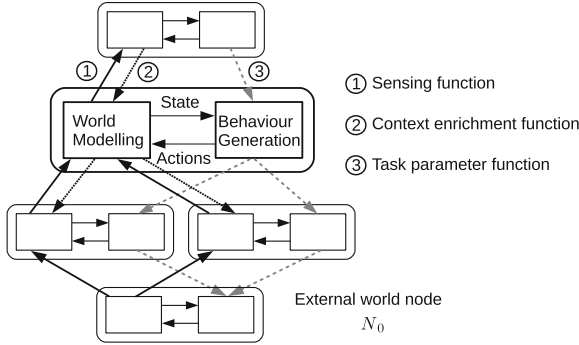 1
2
3
State
World
Modelling
Behaviour
Generation
Actions
1 Sensing function
2 Context enrichment function
3 Task parameter function
External world node
N0